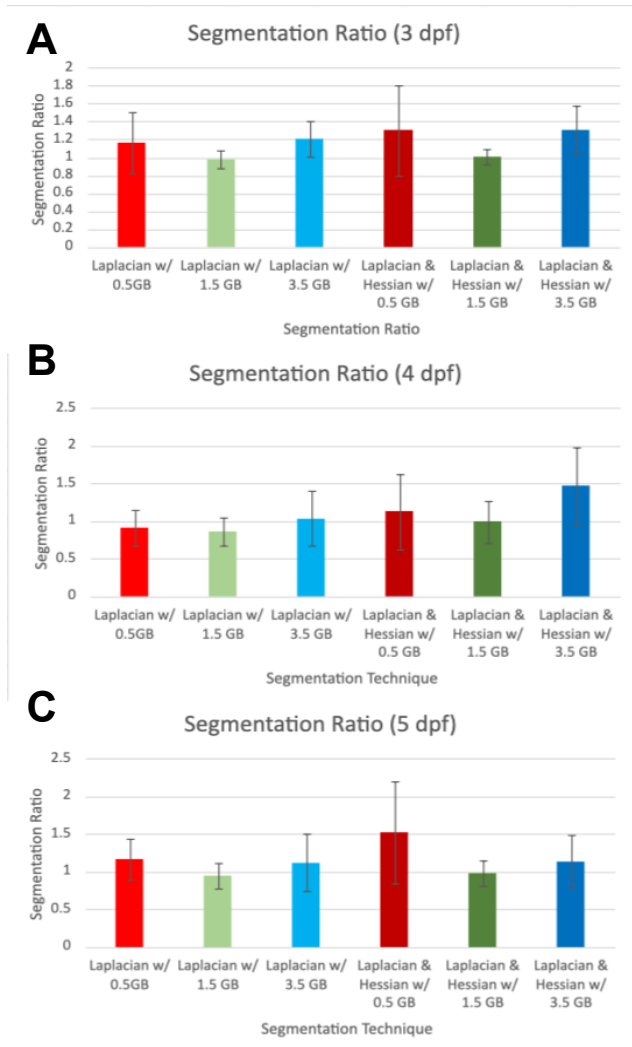 A
Segmentation Ratio (3 dpf)
Segmentation Ratio
2
1.8
1.6
1.4
1.2
1
0.8
0.6
0.4
0.2
0
Laplacian w/ Laplacian w/ Laplacian w/ Laplacian & Laplacian & Laplacian &
0.5GB 1.5 GB 3.5 GB Hessian w/ Hessian w/ Hessian w/
0.5 GB 1.5 GB 3.5 GB
Segmentation Ratio
B
Segmentation Ratio (4 dpf)
Segmentation Ratio
2.5
2
1.5
1
0.5
0
Laplacian w/ Laplacian w/ Laplacian w/ Laplacian & Laplacian & Laplacian &
0.5GB 1.5 GB 3.5 GB Hessian w/ Hessian w/ Hessian w/
0.5 GB 1.5 GB 3.5 GB
Segmentation Technique
C
Segmentation Ratio (5 dpf)
Segmentation Ratio
2.5
2
1.5
1
0.5
0
Laplacian w/ Laplacian w/ Laplacian w/ Laplacian & Laplacian & Laplacian &
0.5GB 1.5 GB 3.5 GB Hessian w/ Hessian w/ Hessian w/
0.5 GB 1.5 GB 3.5 GB
Segmentation Technique